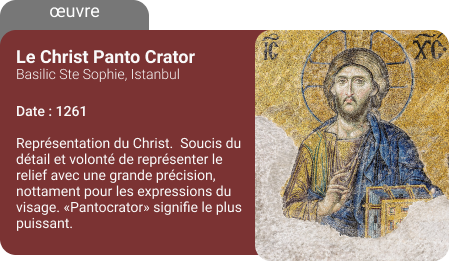 œuvre
Le Christ Panto Crator
Basilic Ste Sophie, Istanbul
Date : 1261
Représentation du Christ.  Soucis du
détail et volonté de représenter le
relief avec une grande précision,
nottament pour les expressions du
visage. «Pantocrator» signifie le plus
puissant.
IC XC